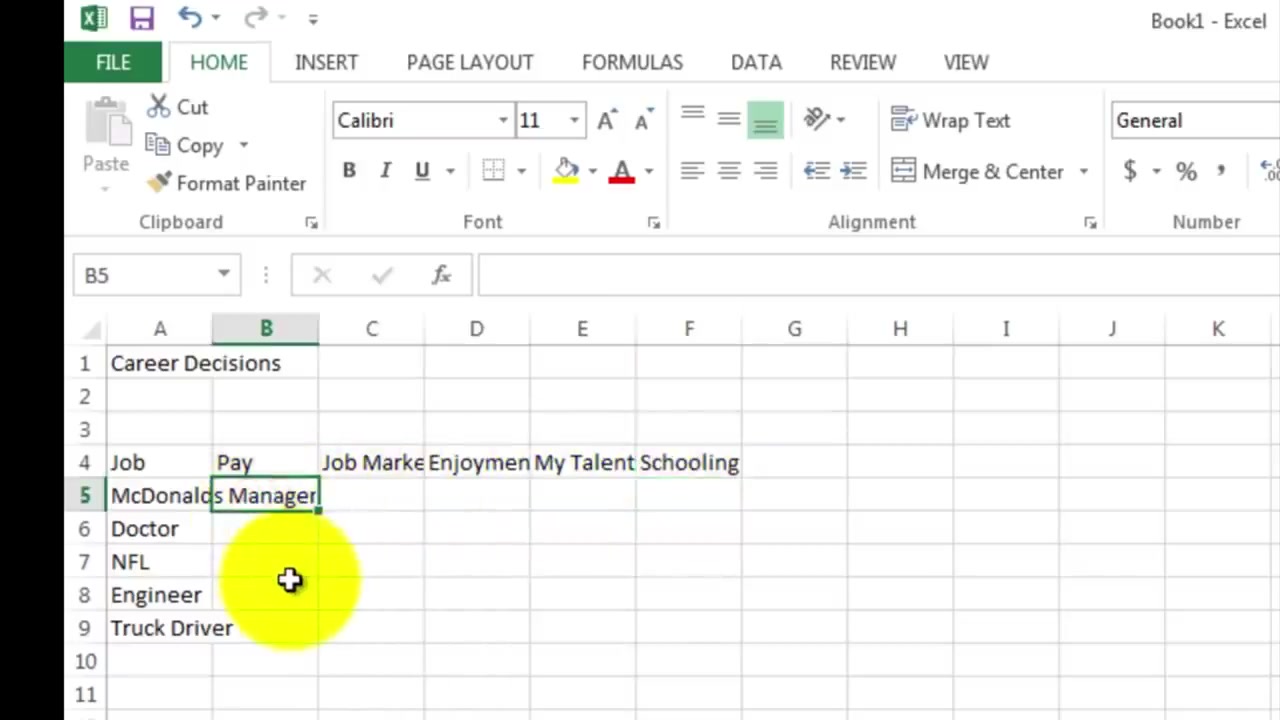 Book1 - Excel
FILE HOME INSERT PAGE LAYOUT FORMULAS DATA REVIEW VIEW
Cut
Calibri 11 Wrap Text General
Copy
Paste B I U A Merge & Center $ % ,
Format Painter
Clipboard Font Alignment Number
B5 fx
A B C D E F G H I J K
1 Career Decisions
2
3
4 Job Pay Job Marke Enjoymen My Talent Schooling
5 McDonalds Manager
6 Doctor
7 NFL
8 Engineer
9 Truck Driver
10
11